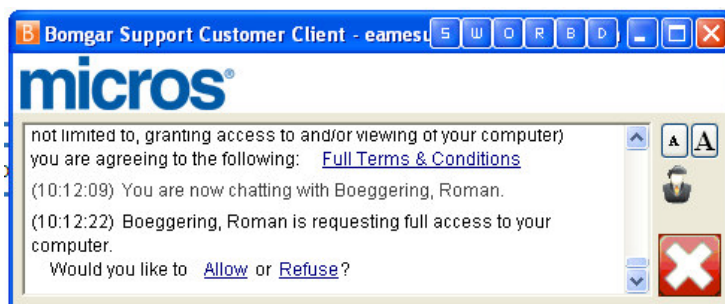 B Bomgar Support Customer Client - eamesu S W O R B D
micros®
not limited to, granting access to and/or viewing of your computer)
you are agreeing to the following: Full Terms & Conditions
(10:12:09) You are now chatting with Boeggering, Roman.
(10:12:22) Boeggering, Roman is requesting full access to your
computer.
Would you like to Allow or Refuse?
A A